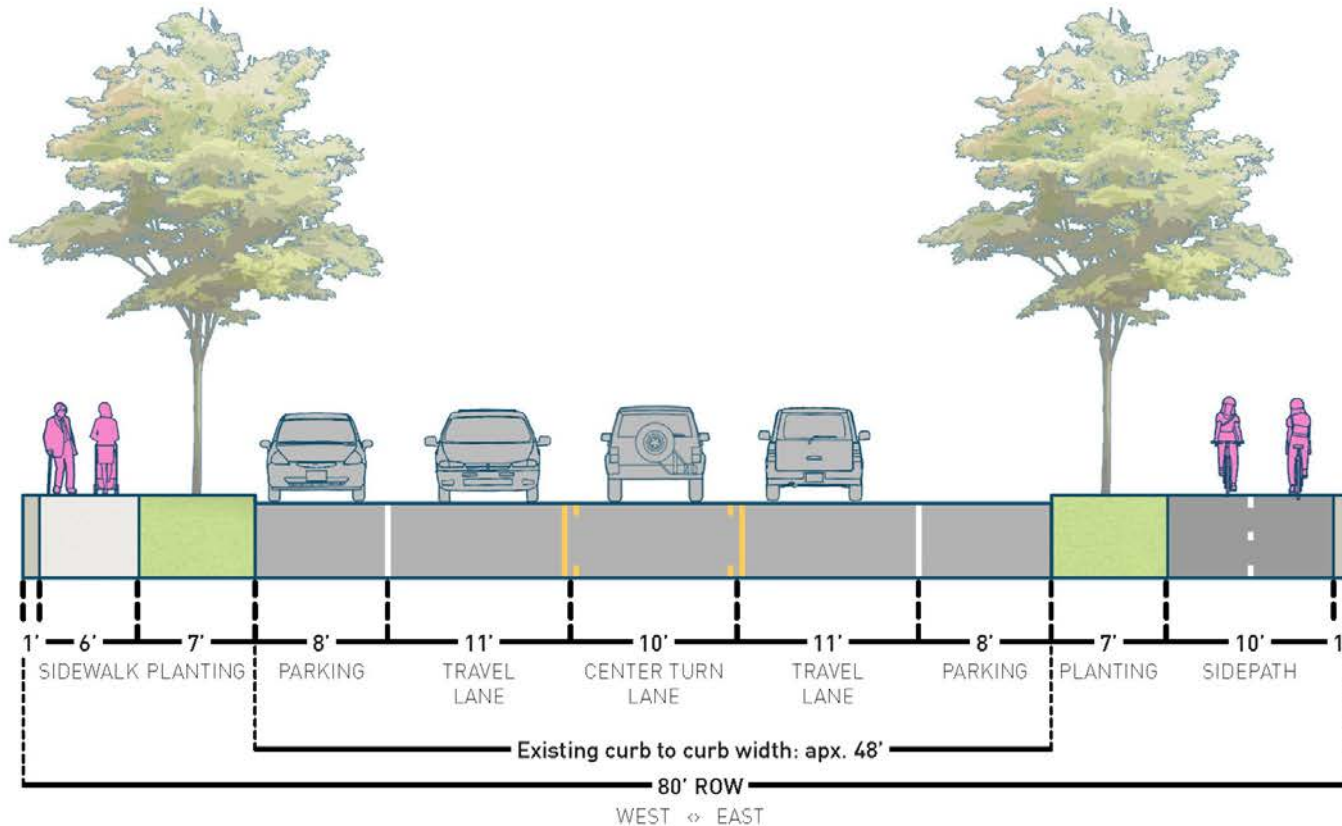 1' 6' 7' 8' 11' 10' 11' 8' 7' 10' 1
SIDEWALK PLANTING PARKING TRAVEL LANE CENTER TURN LANE TRAVEL LANE PARKING PLANTING SIDEPATH
Existing curb to curb width: apx. 48'
80' ROW
WEST <> EAST